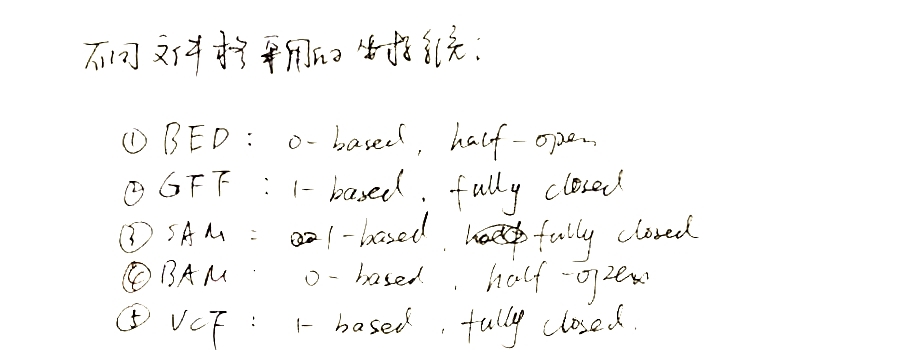 不同文件格采用的坐标系统:
① BED: 0-based, half-open
② GFF: 1-based, fully closed
③ SAM: 1-based, fully closed
④ BAM 0-based, half-open
⑤ VCF: 1-based, fully closed.